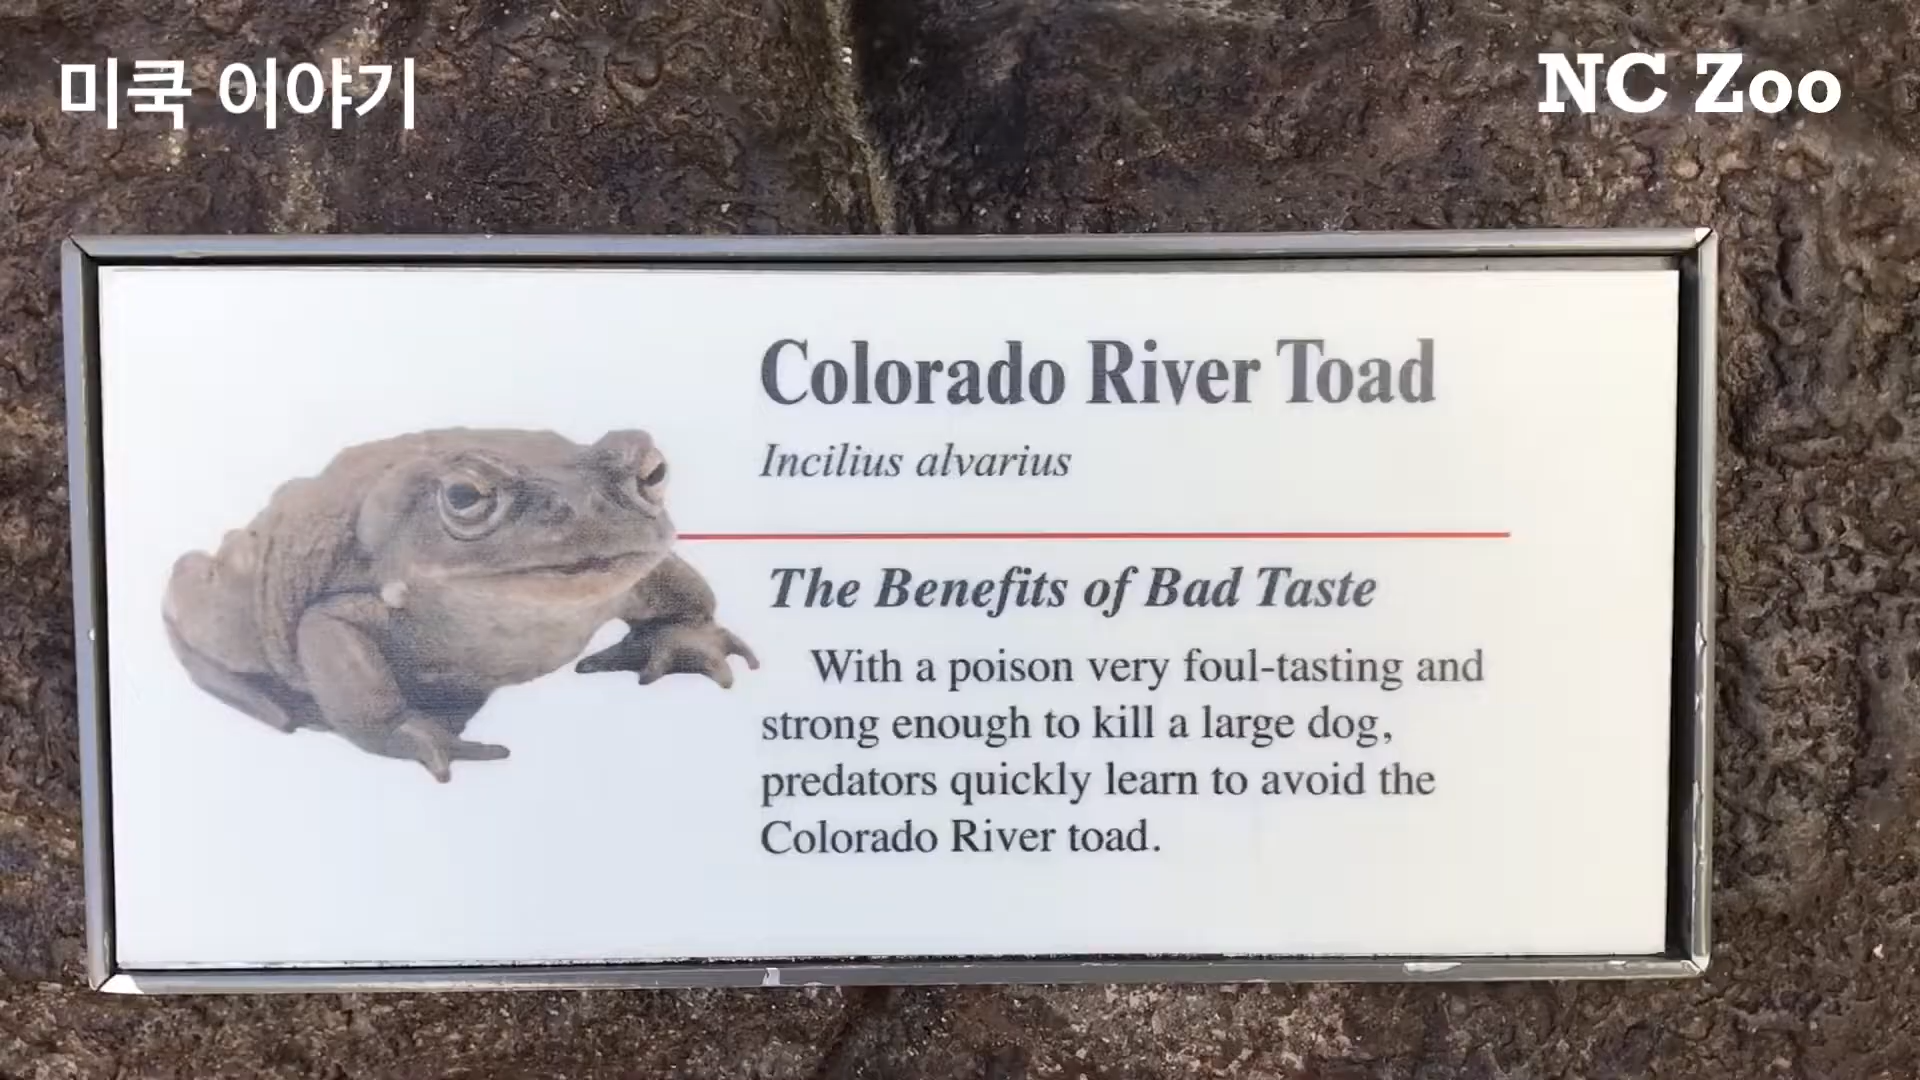 미쿡 이야기
NC Zoo
Colorado River Toad
Incilius alvarius
The Benefits of Bad Taste
With a poison very foul-tasting and
strong enough to kill a large dog,
predators quickly learn to avoid the
Colorado River toad.